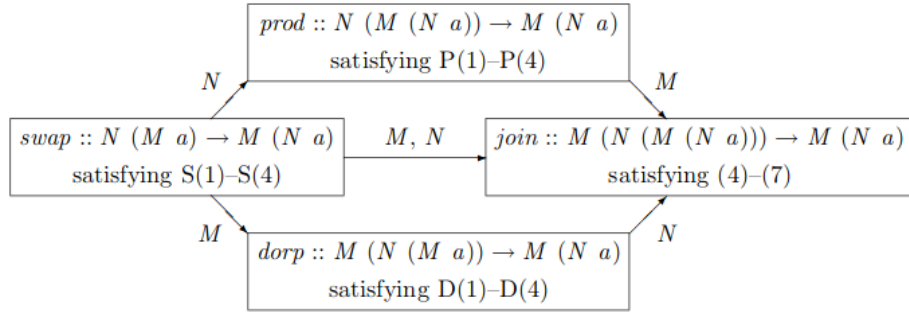 prod :: N (M (N a)) → M (N a)
satisfying P(1)–P(4)
N
M
swap :: N (M a) → M (N a)
satisfying S(1)–S(4)
M, N
join :: M (N (M (N a))) → M (N a)
satisfying (4)–(7)
M
N
dorp :: M (N (M a)) → M (N a)
satisfying D(1)–D(4)